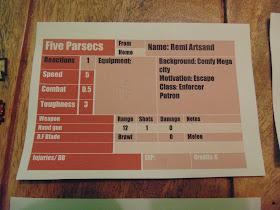 Five Parsecs
From
Home
Name: Remi Artsand
Reactions 1
Equipment:
Background: Comfy Mega
city
Motivation: Escape
Class: Enforcer
Patron
Speed 5
Combat 0.5
Toughness 3
Weapon Range Shots Damage Notes
Hand gun 12 1 0
B.F Blade Brawl 0 Melee
Injuries/ BB
EXP:
Credits